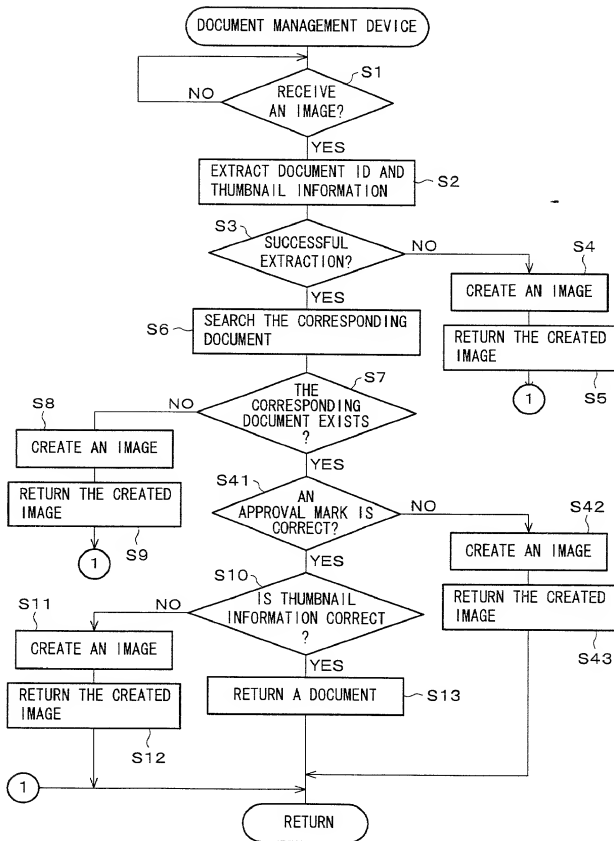 DOCUMENT MANAGEMENT DEVICE
S1
NO
RECEIVE
AN IMAGE?
YES
EXTRACT DOCUMENT ID AND
THUMBNAIL INFORMATION
S2
S3
SUCCESSFUL
EXTRACTION?
NO
S4
YES
CREATE AN IMAGE
S6
SEARCH THE CORRESPONDING
DOCUMENT
RETURN THE CREATED
IMAGE
S5
1
S7
THE
CORRESPONDING
DOCUMENT EXISTS
?
NO
S8
CREATE AN IMAGE
YES
RETURN THE CREATED
IMAGE
S9
1
S41
AN
APPROVAL MARK IS
CORRECT?
NO
S42
CREATE AN IMAGE
YES
RETURN THE CREATED
IMAGE
S43
S10
IS THUMBNAIL
INFORMATION CORRECT
?
NO
S11
CREATE AN IMAGE
YES
RETURN THE CREATED
IMAGE
S12
RETURN A DOCUMENT
S13
1
RETURN